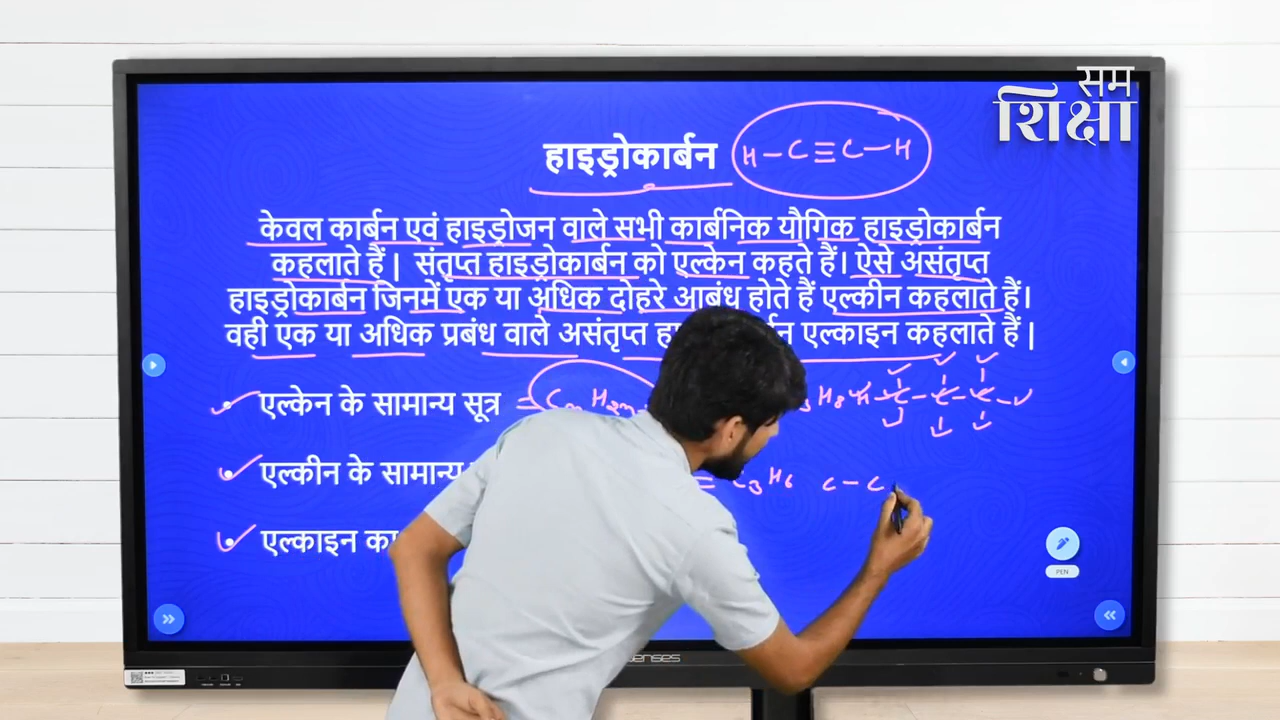 सम
शिक्षा
हाइड्रोकार्बन H-C≡C-H
केवल कार्बन एवं हाइड्रोजन वाले सभी कार्बनिक यौगिक हाइड्रोकार्बन
कहलाते हैं | संतृप्त हाइड्रोकार्बन को एल्केन कहते हैं। ऐसे असंतृप्त
हाइड्रोकार्बन जिनमें एक या अधिक दोहरे आबंध होते हैं एल्कीन कहलाते हैं।
वही एक या अधिक प्रबंध वाले असंतृप्त एल्काइन कहलाते हैं |
एल्केन के सामान्य सूत्र = H8
एल्कीन के सामान्य = C3H6 C-C
एल्काइन
PEN